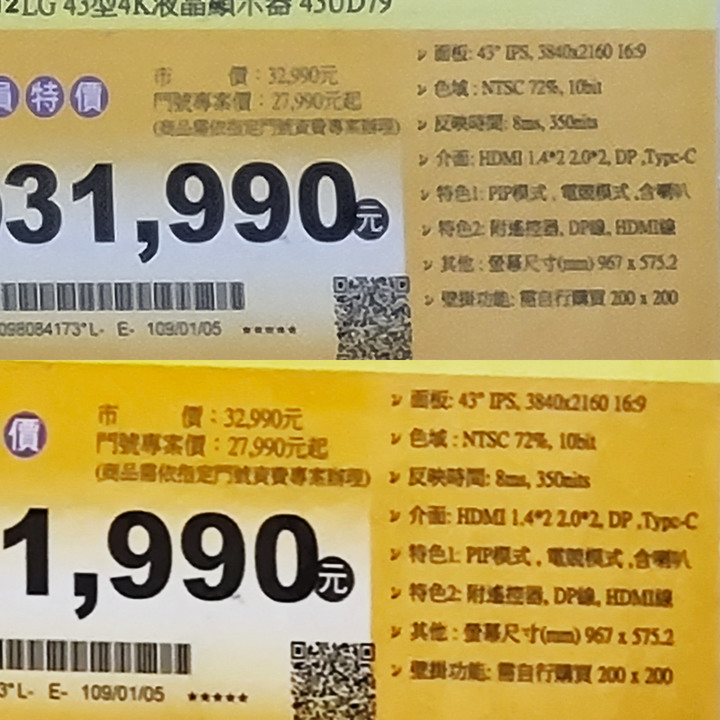 2LG 43型4K液晶顯示器 43UD79
特價
市 價：32,990元
門號專案價：27,990元起
(商品需依指定門號資費專案辦理)
31,990元
098084173*L- E- 109/01/05 *****
面板: 43" IPS, 3840x2160 16:9
色域 : NTSC 72%, 10bit
反映時間: 8ms, 350nits
介面: HDMI 1.4*2 2.0*2, DP ,Type-C
特色1: PIP模式 , 電競模式 ,含喇叭
特色2: 附遙控器, DP線, HDMI線
其他 : 螢幕尺寸(mm) 967 x 575.2
壁掛功能: 需自行購買 200 x 200
價
市 價：32,990元
門號專案價：27,990元起
(商品需依指定門號資費專案辦理)
1,990元
3*L- E- 109/01/05 *****
面板: 43" IPS, 3840x2160 16:9
色域 : NTSC 72%, 10bit
反映時間: 8ms, 350nits
介面: HDMI 1.4*2 2.0*2, DP ,Type-C
特色1: PIP模式 , 電競模式 ,含喇叭
特色2: 附遙控器, DP線, HDMI線
其他 : 螢幕尺寸(mm) 967 x 575.2
壁掛功能: 需自行購買 200 x 200